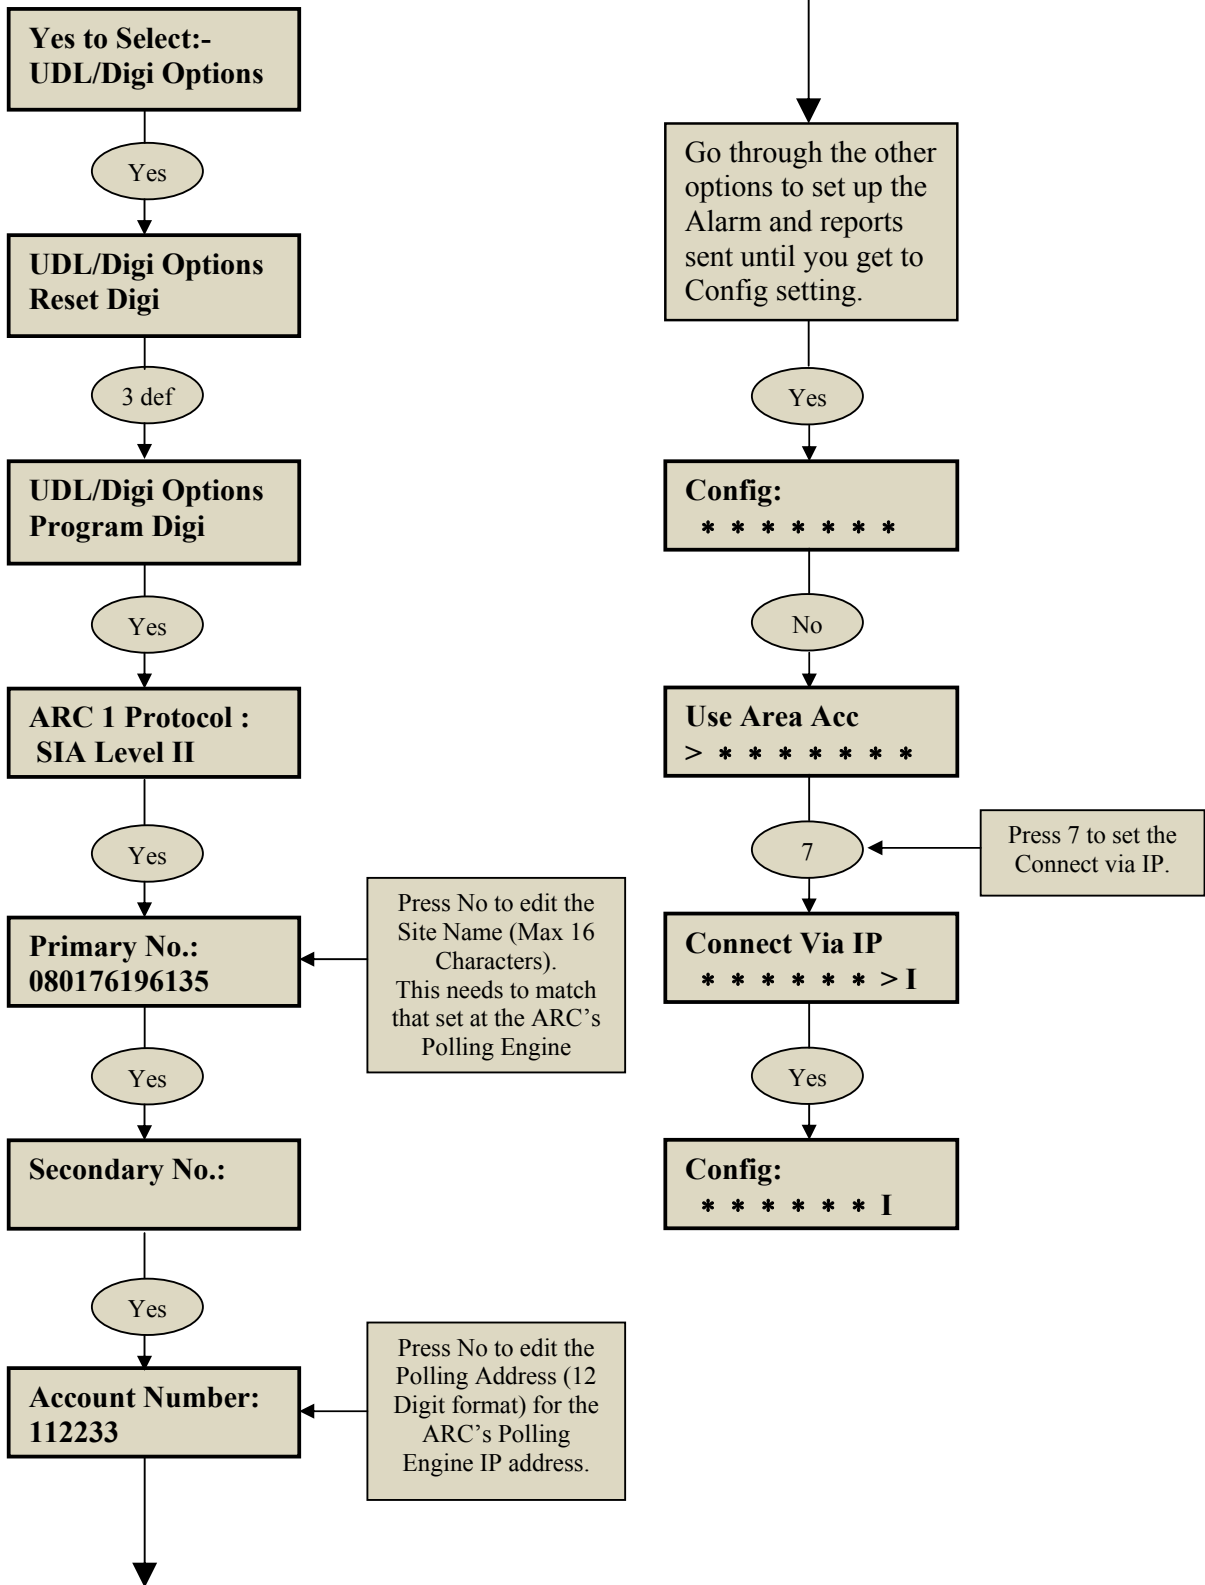 Yes to Select:-
UDL/Digi Options
Yes
UDL/Digi Options
Reset Digi
3 def
UDL/Digi Options
Program Digi
Yes
ARC 1 Protocol :
SIA Level II
Yes
Primary No.:
080176196135
Press No to edit the
Site Name (Max 16
Characters).
This needs to match
that set at the ARC’s
Polling Engine
Yes
Secondary No.:
Yes
Account Number:
112233
Press No to edit the
Polling Address (12
Digit format) for the
ARC’s Polling
Engine IP address.
Go through the other
options to set up the
Alarm and reports
sent until you get to
Config setting.
Yes
Config:
* * * * * * *
No
Use Area Acc
> * * * * * * *
7
Press 7 to set the
Connect via IP.
Connect Via IP
* * * * * * > I
Yes
Config:
* * * * * * I